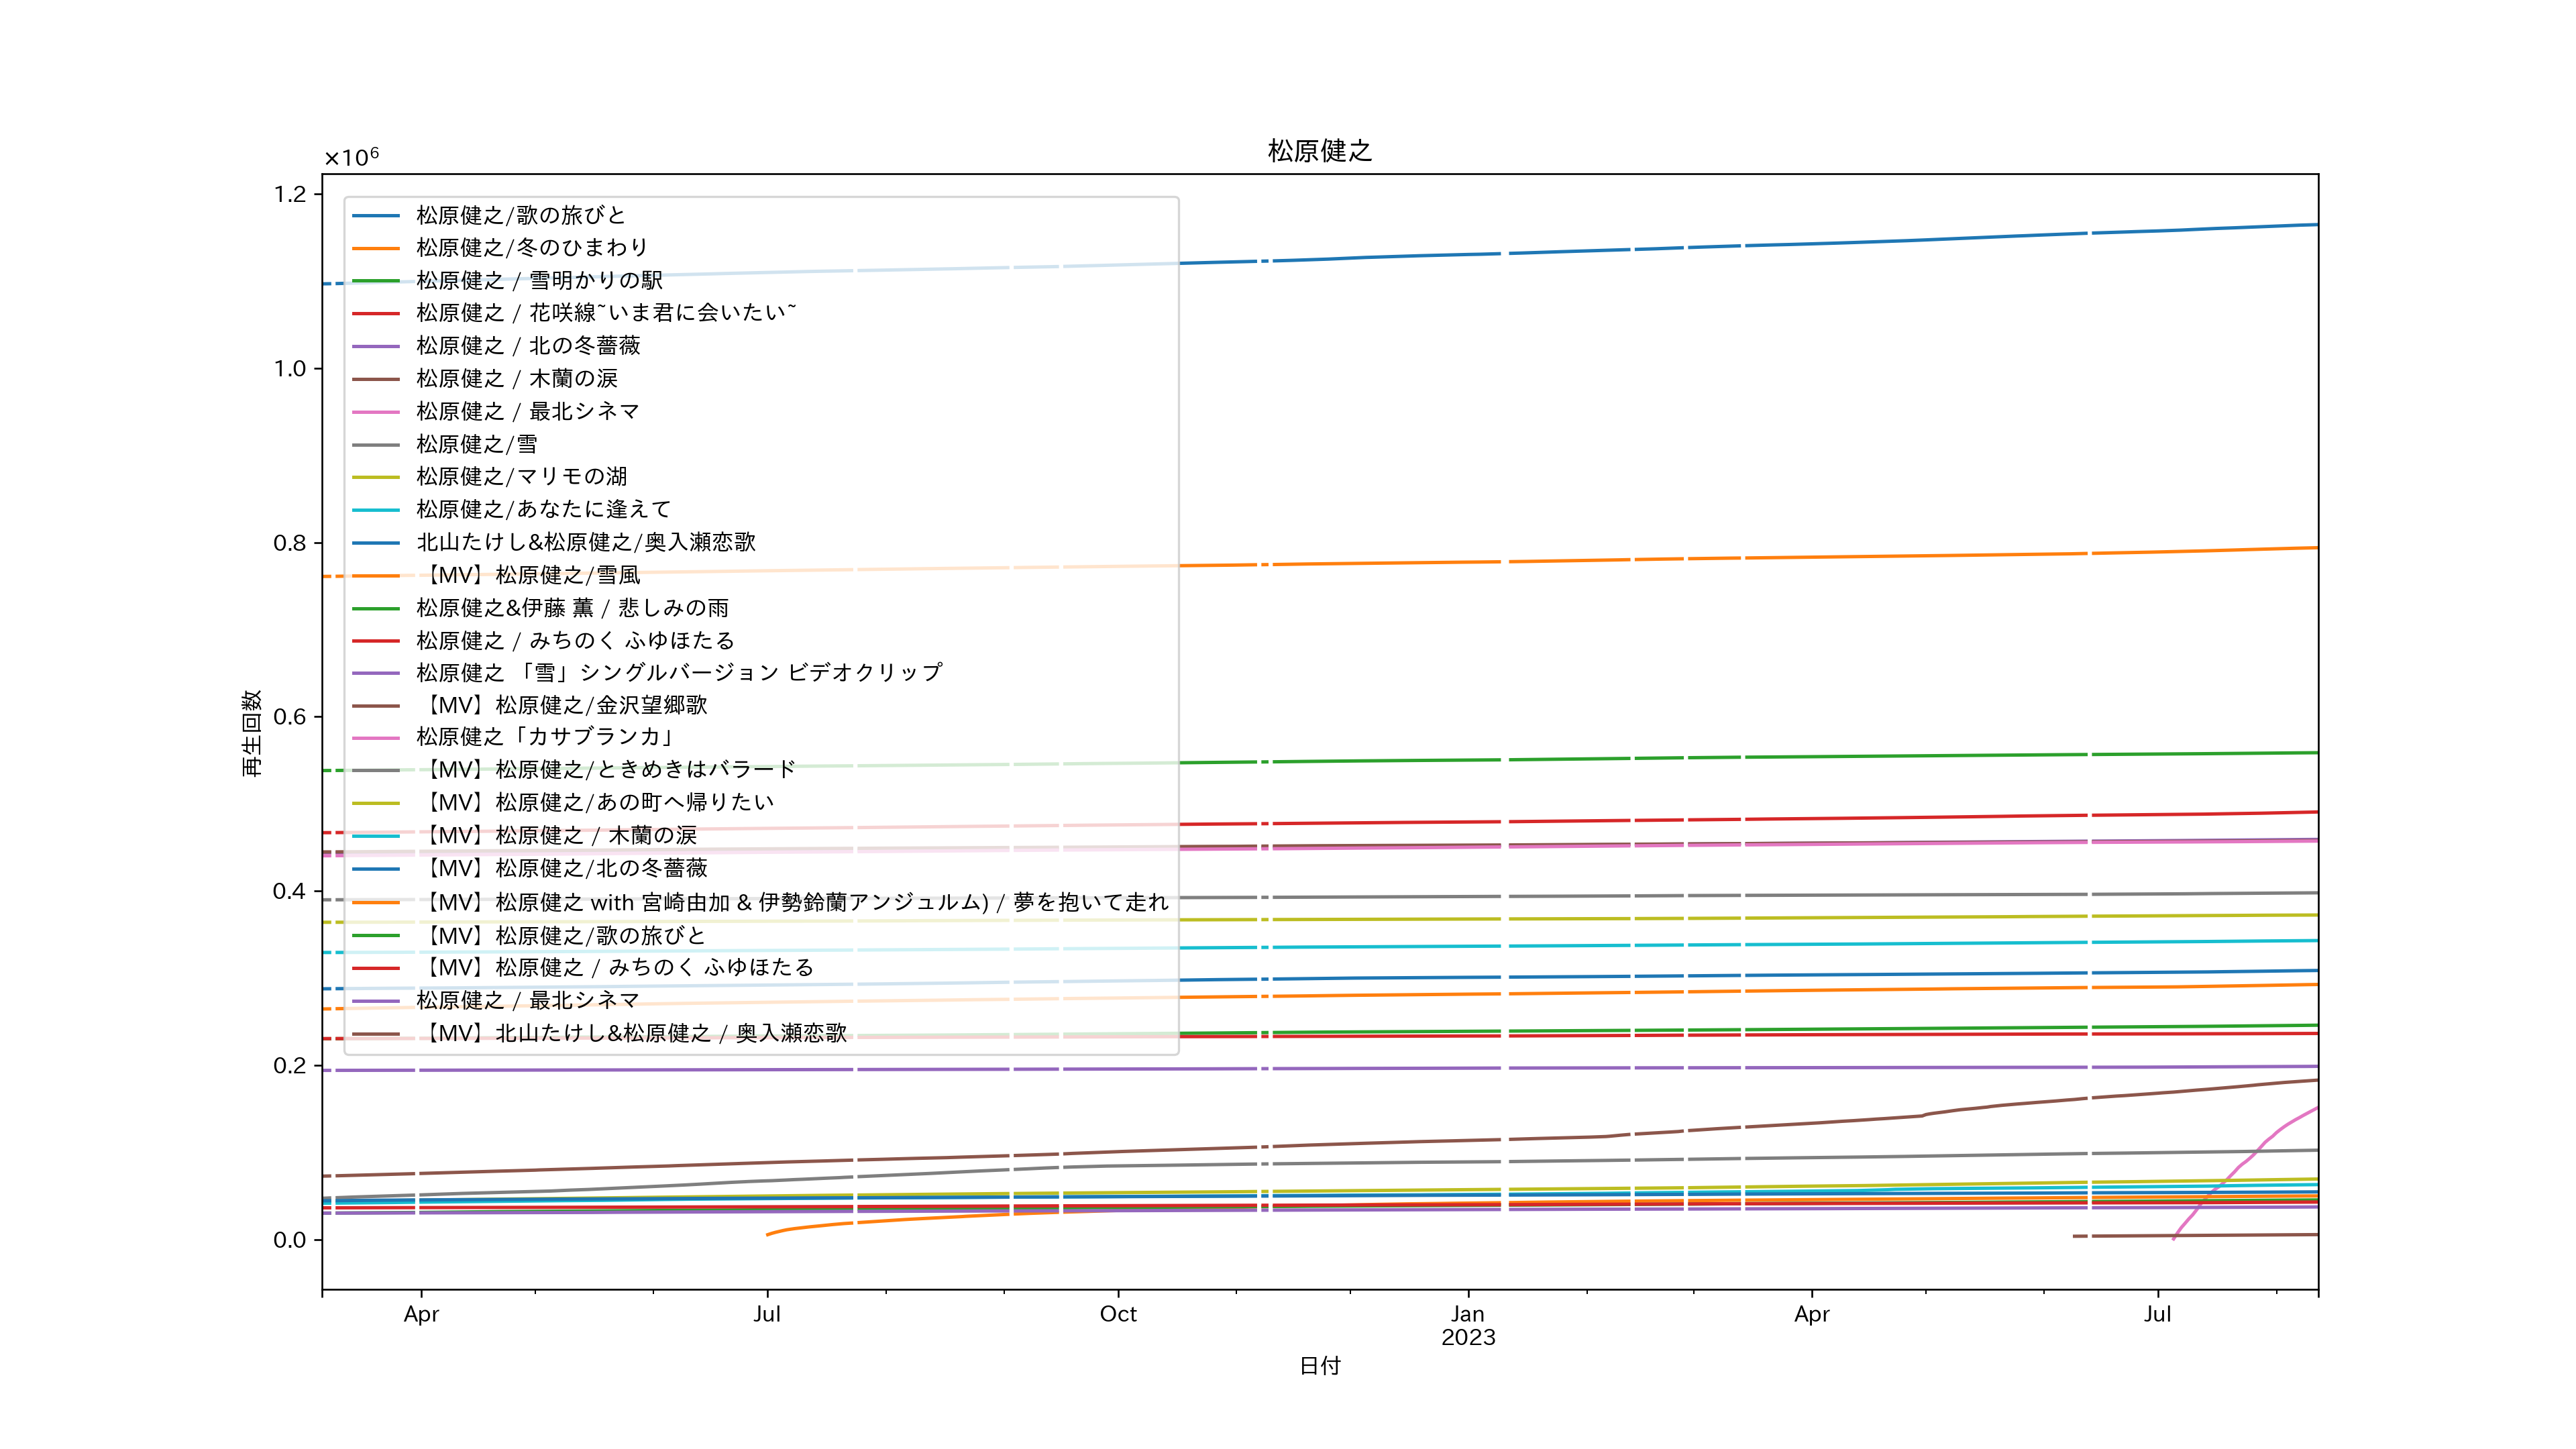 松原健之
×10⁶
1.2
1.0
0.8
0.6
0.4
0.2
0.0
再生回数
松原健之/歌の旅びと
松原健之/冬のひまわり
松原健之 / 雪明かりの駅
松原健之 / 花咲線~いま君に会いたい~
松原健之 / 北の冬薔薇
松原健之 / 木蘭の涙
松原健之 / 最北シネマ
松原健之/雪
松原健之/マリモの湖
松原健之/あなたに逢えて
北山たけし&松原健之/奥入瀬恋歌
【MV】松原健之/雪風
松原健之&伊藤 薫 / 悲しみの雨
松原健之 / みちのく ふゆほたる
松原健之 「雪」シングルバージョン ビデオクリップ
【MV】松原健之/金沢望郷歌
松原健之「カサブランカ」
【MV】松原健之/ときめきはバラード
【MV】松原健之/あの町へ帰りたい
【MV】松原健之 / 木蘭の涙
【MV】松原健之/北の冬薔薇
【MV】松原健之 with 宮崎由加 & 伊勢鈴蘭アンジュルム) / 夢を抱いて走れ
【MV】松原健之/歌の旅びと
【MV】松原健之 / みちのく ふゆほたる
松原健之 / 最北シネマ
【MV】北山たけし&松原健之 / 奥入瀬恋歌
Apr Jul Oct Jan Apr Jul
2023
日付